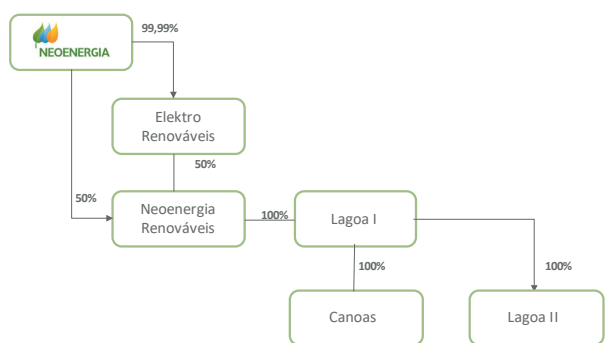 99,99%
NEOENERGIA
Elektro
Renováveis
50%
50%
Neoenergia
Renováveis
100%
Lagoa I
100%
100%
Canoas
Lagoa II